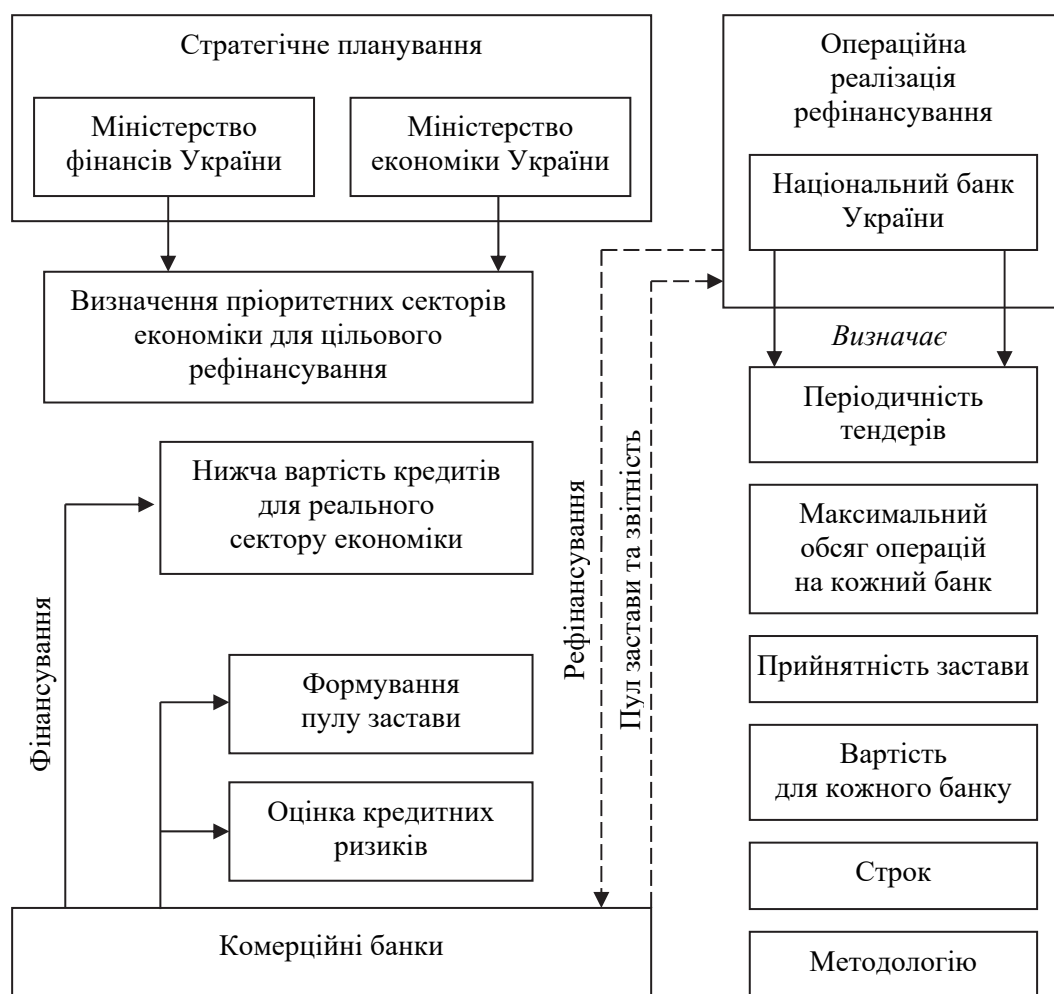 Стратегічне планування
Міністерство
фінансів України
Міністерство
економіки України
Визначення пріоритетних секторів
економіки для цільового
рефінансування
Нижча вартість кредитів
для реального
сектору економіки
Фінансування
Формування
пулу застави
Оцінка кредитних
ризиків
Комерційні банки
Рефінансування
Пул застави та звітність
Операційна
реалізація
рефінансування
Національний банк
України
Визначає
Періодичність
тендерів
Максимальний
обсяг операцій
на кожний банк
Прийнятність застави
Вартість
для кожного банку
Строк
Методологію